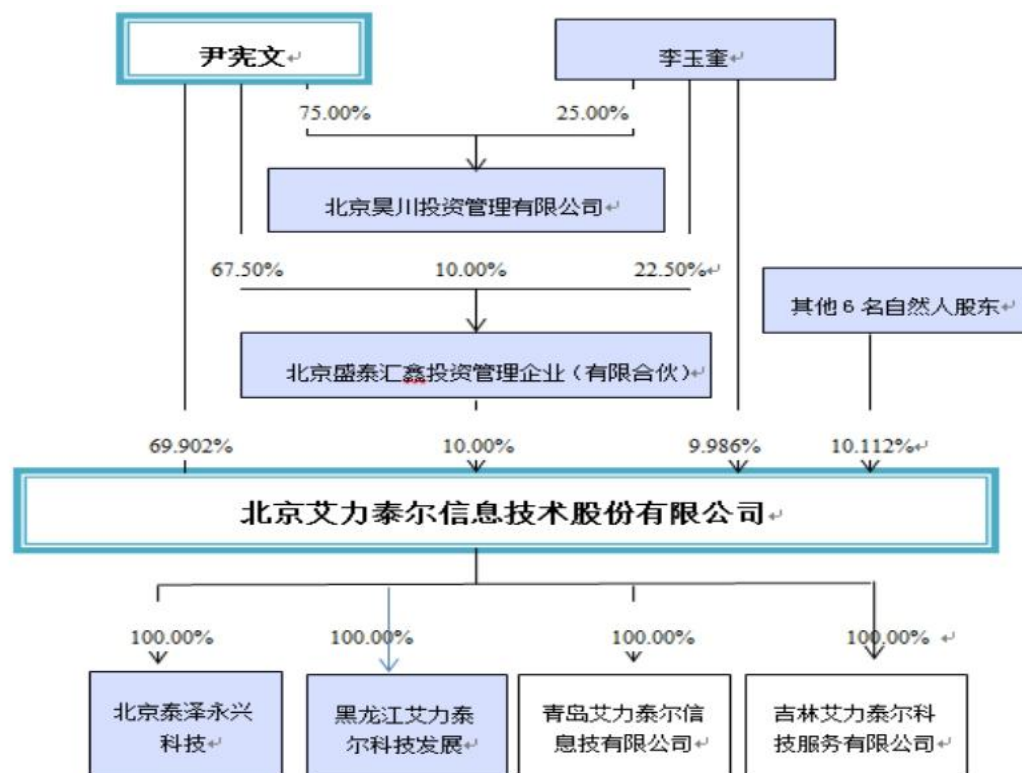 尹宪文
李玉奎
75.00%
25.00%
北京昊川投资管理有限公司
67.50%
10.00%
22.50%
其他6名自然人股东
北京盛泰汇鑫投资管理企业（有限合伙）
69.902%
10.00%
9.986%
10.112%
北京艾力泰尔信息技术股份有限公司
100.00%
100.00%
100.00%
100.00%
北京泰泽永兴
科技
黑龙江艾力泰
尔科技发展
青岛艾力泰尔信
息技有限公司
吉林艾力泰尔科
技服务有限公司